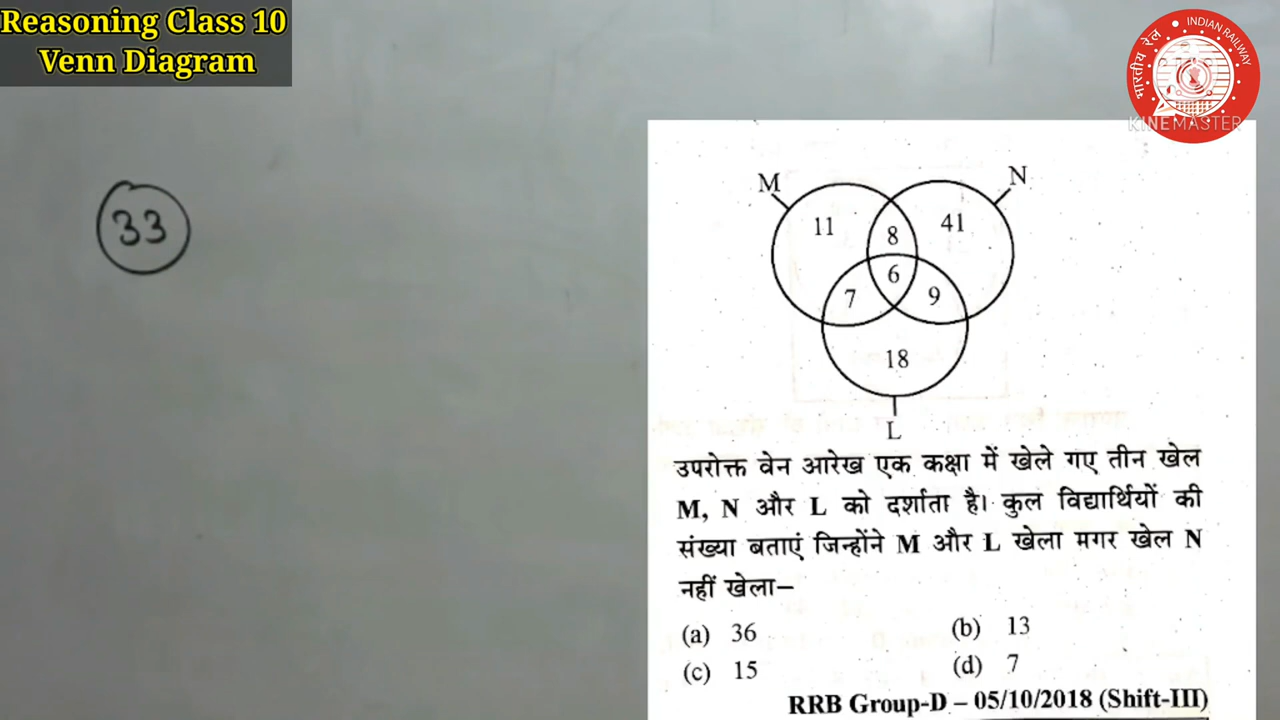 Reasoning Class 10
Venn Diagram
भारतीय रेल
INDIAN RAILWAY
KINEMASTER
33
M
N
11
8
41
6
7
9
18
L
उपरोक्त वेन आरेख एक कक्षा में खेले गए तीन खेल
M, N और L को दर्शाता है। कुल विद्यार्थियों की
संख्या बताएं जिन्होंने M और L खेला मगर खेल N
नहीं खेला–
(a) 36
(b) 13
(c) 15
(d) 7
RRB Group-D – 05/10/2018 (Shift-III)